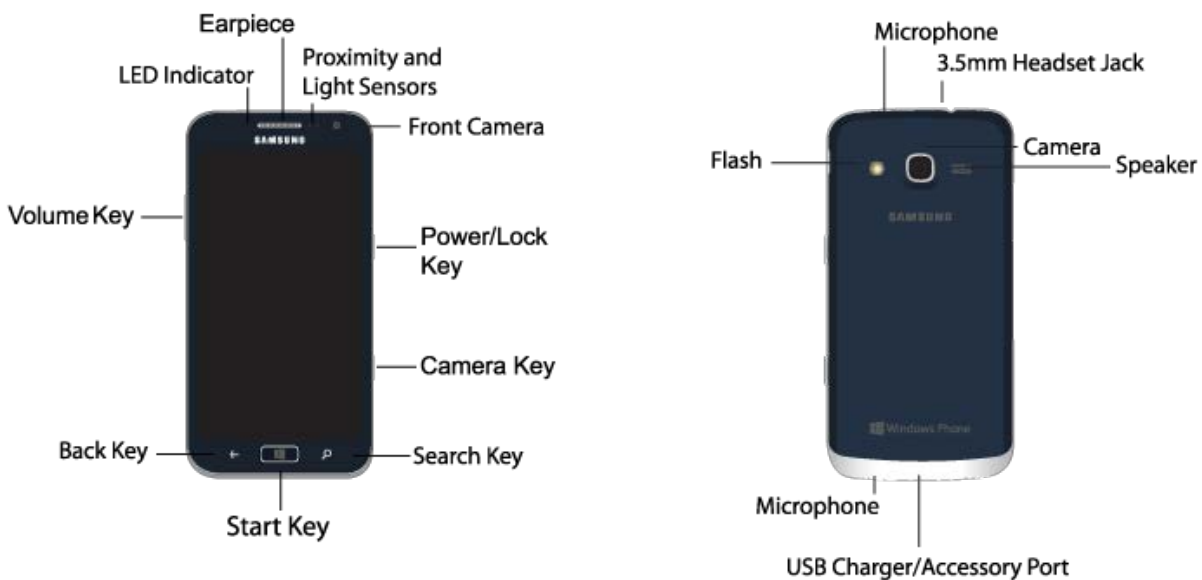 Earpiece
LED Indicator
Proximity and
Light Sensors
Front Camera
SAMSUNG
Volume Key
Power/Lock
Key
Camera Key
Back Key
Search Key
Start Key
Microphone
3.5mm Headset Jack
Flash
Camera
Speaker
SAMSUNG
Windows Phone
Microphone
USB Charger/Accessory Port